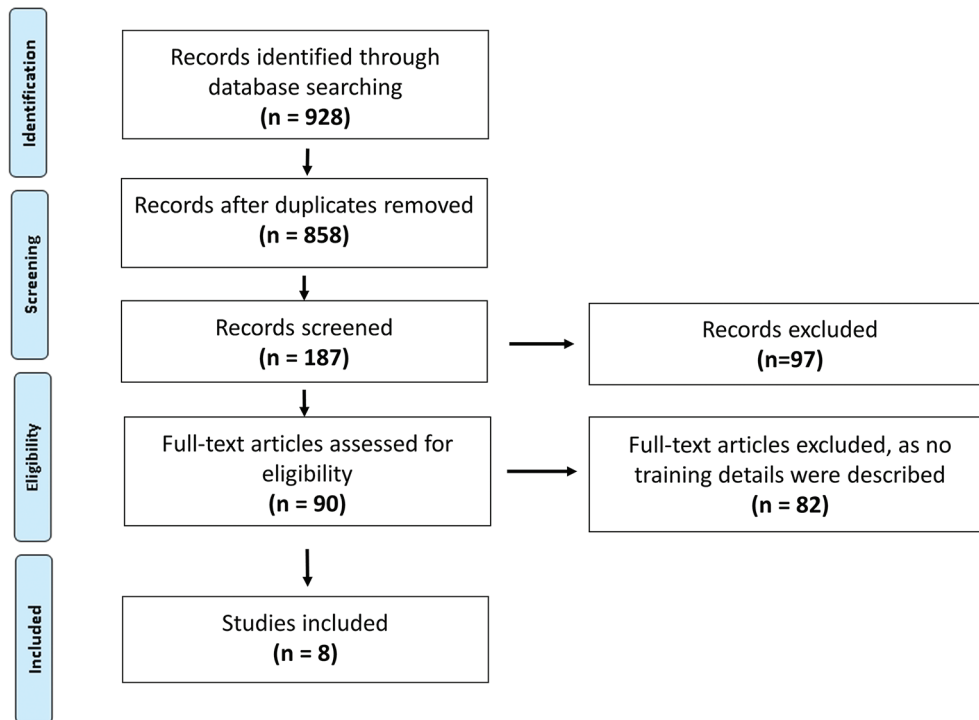 Identification
Records identified through
database searching
(n = 928)
Screening
Records after duplicates removed
(n = 858)
Records screened
(n = 187)
Records excluded
(n=97)
Eligibility
Full-text articles assessed for
eligibility
(n = 90)
Full-text articles excluded, as no
training details were described
(n = 82)
Included
Studies included
(n = 8)